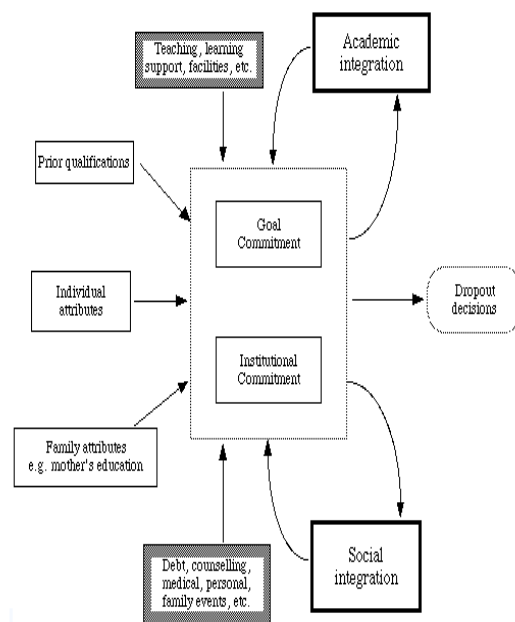 Teaching, learning
support, facilities, etc.
Academic
integration
Prior qualifications
Goal
Commitment
Individual
attributes
Dropout
decisions
Institutional
Commitment
Family attributes
e.g. mother's education
Debt, counselling,
medical, personal,
family events, etc.
Social
integration